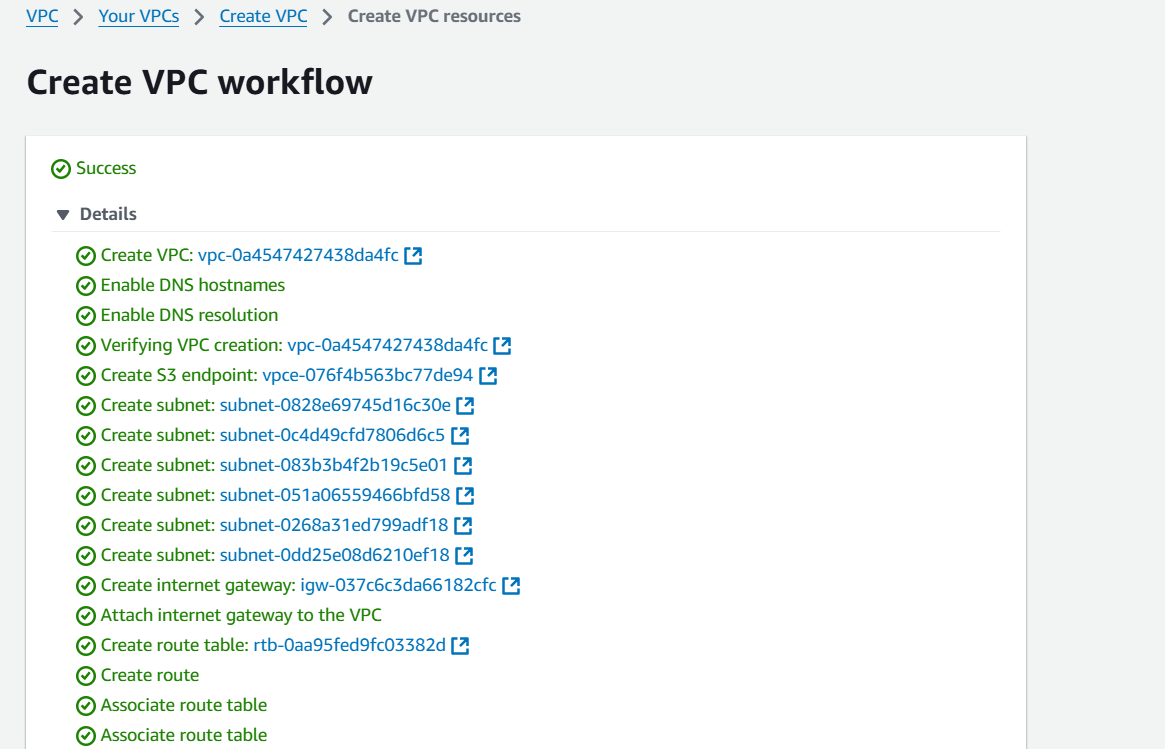 VPC > Your VPCs > Create VPC > Create VPC resources
Create VPC workflow
Success
Details
Create VPC: vpc-0a4547427438da4fc
Enable DNS hostnames
Enable DNS resolution
Verifying VPC creation: vpc-0a4547427438da4fc
Create S3 endpoint: vpce-076f4b563bc77de94
Create subnet: subnet-0828e69745d16c30e
Create subnet: subnet-0c4d49cfd7806d6c5
Create subnet: subnet-083b3b4f2b19c5e01
Create subnet: subnet-051a06559466bfd58
Create subnet: subnet-0268a31ed799adf18
Create subnet: subnet-0dd25e08d6210ef18
Create internet gateway: igw-037c6c3da66182cfc
Attach internet gateway to the VPC
Create route table: rtb-0aa95fed9fc03382d
Create route
Associate route table
Associate route table